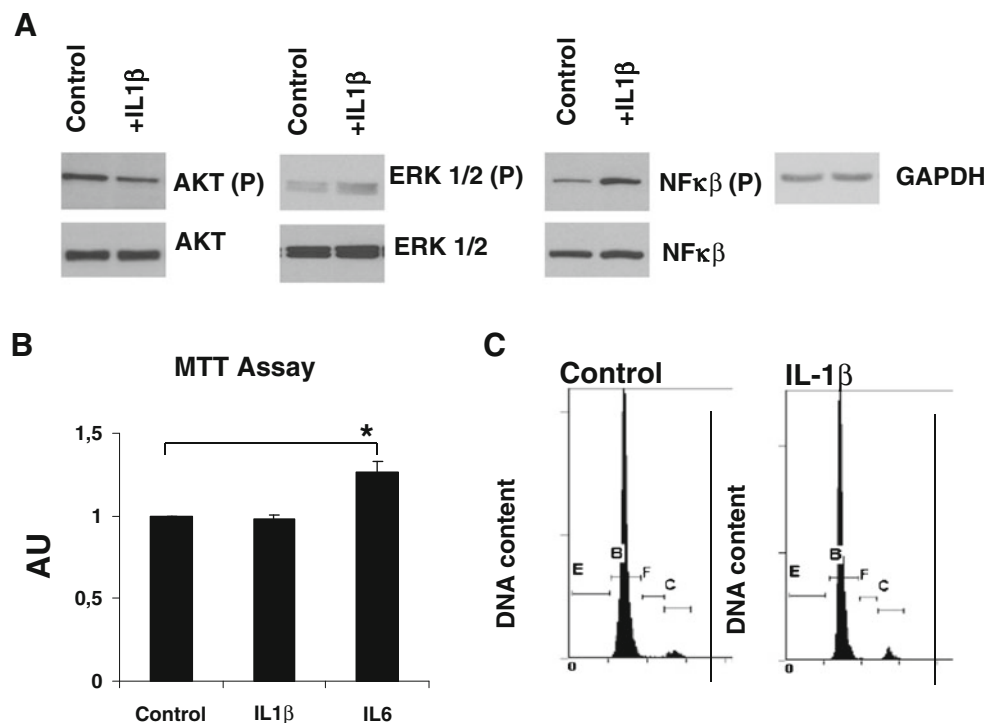 A
Control
+IL1β
Control
+IL1β
Control
+IL1β
AKT (P)
ERK 1/2 (P)
NFκβ (P)
GAPDH
AKT
ERK 1/2
NFκβ
B
MTT Assay
AU
1,5
1
0,5
0
*
Control
IL1β
IL6
C
Control
DNA content
E
B
F
C
0
IL-1β
DNA content
E
B
F
C
0